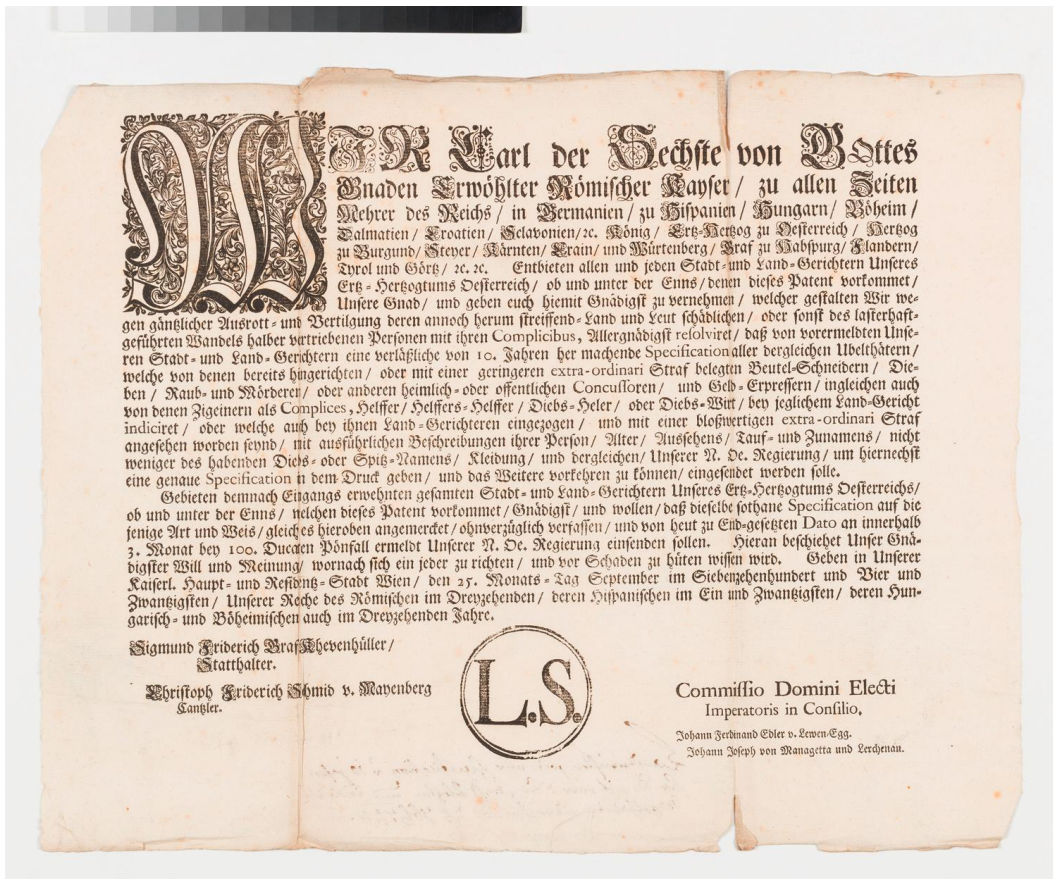 WIR Carl der Sechste von GOttes
Gnaden Erwöhlter Römischer Kayser / zu allen Zeiten
Mehrer des Reichs / in Germanien / zu Hispanien / Hungarn / Böheim /
Dalmatien / Croatien / Sclavonien / ꝛc. König / Ertz-Hertzog zu Oesterreich / Hertzog
zu Burgund / Steyer / Kärnten / Crain / und Würtenberg / Graf zu Habspurg / Flandern /
Tyrol und Görtz / ꝛc. ꝛc. Entbieten allen und jeden Stadt- und Land-Gerichtern Unseres
Ertz-Hertzogtums Oesterreich / ob und unter der Enns / denen dieses Patent vorkommet /
Unsere Gnad / und geben euch hiemit Gnädigst zu vernehmen / welcher gestalten Wir we-
gen gäntzlicher Ausrott- und Vertilgung deren annoch herum streiffend-Land und Leut schädlichen / oder sonst des lasterhaft-
geführten Wandels halber vertriebenen Personen mit ihren Complicibus, Allergnädigst resolviret / daß von vorermeldten Unse-
ren Stadt- und Land-Gerichtern eine verläßliche von 10. Jahren her machende Specification aller dergleichen Ubelthätern /
welche von denen bereits hingerichten / oder mit einer geringeren extra-ordinari Straf belegten Beutel-Schneidern / Die-
ben / Raub- und Mörderen / oder anderen heimlich- oder offentlichen Concussoren / und Geld-Erpressern / ingleichen auch
von denen Zigeinern als Complices, Helffer / Helffers-Helffer / Diebs-Heler / oder Diebs-Wirt / bey jeglichem Land-Gericht
indiciret / oder welche auch bey ihnen Land-Gerichteren eingezogen / und mit einer bloßwertigen extra-ordinari Straf
angesehen worden seynd / mit ausführlichen Beschreibungen ihrer Person / Alter / Aussehens / Tauf- und Zunamens / nicht
weniger des habenden Diebs- oder Spitz-Namens / Kleidung / und dergleichen / Unserer N. Oe. Regierung / um hiernechst
eine genaue Specification in dem Druck geben / und das Weitere vorkehren zu können / eingesendet werden solle.
Gebieten demnach Eingangs erwehnten gesamten Stadt- und Land-Gerichtern Unseres Ertz-Hertzogtums Oesterreichs /
ob und unter der Enns / welchen dieses Patent vorkommet / Gnädigst / und wollen / daß dieselbe sothane Specification auf die
jenige Art und Weis / gleiches hieroben angemercket / ohnverzüglich verfassen / und von heut zu End-gesetzten Dato an innerhalb
3. Monat bey 100. Ducaten Pönfall ermeldt Unserer N. Oe. Regierung einsenden sollen. Hieran beschiehet Unser Gnä-
digster Will und Meinung / wornach sich ein jeder zu richten / und vor Schaden zu hüten wissen wird. Geben in Unserer
Kaiserl. Haupt- und Residentz-Stadt Wien / den 25. Monats-Tag September im Siebenzehenhundert und Vier und
Zwantzigsten / Unserer Reiche des Römischen im Dreyzehenden / deren Hispanischen im Ein und Zwantzigsten / deren Hun-
garisch- und Böheimischen auch im Dreyzehenden Jahre.
Sigmund Friderich Graf Khevenhüller /
Statthalter.
Christoph Friderich Schmid v. Mayenberg
Cantzler.
L.S.
Commissio Domini Electi
Imperatoris in Consilio,
Johann Ferdinand Edler v. Lewen-Egg.
Johann Joseph von Managetta und Lerchenau.